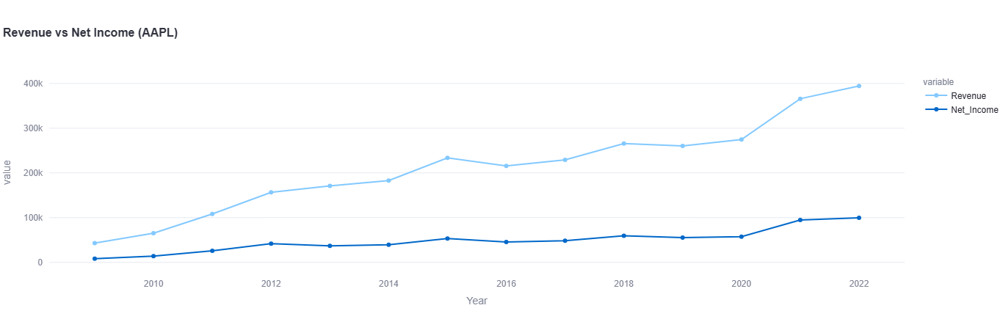 Revenue vs Net Income (AAPL)
400k
300k
200k
100k
0
value
2010 2012 2014 2016 2018 2020 2022
Year
variable
Revenue
Net_Income